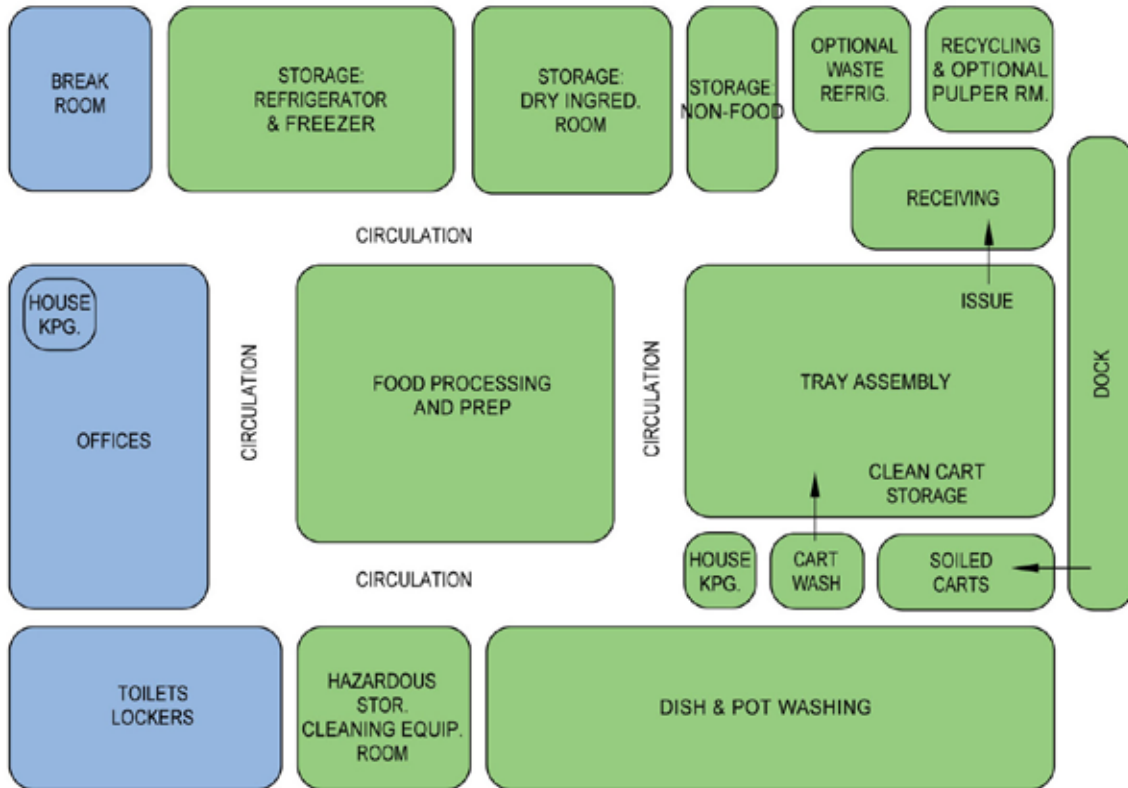 BREAK
ROOM
STORAGE:
REFRIGERATOR
& FREEZER
STORAGE:
DRY INGRED.
ROOM
STORAGE:
NON-FOOD
OPTIONAL
WASTE
REFRIG.
RECYCLING
& OPTIONAL
PULPER RM.
RECEIVING
CIRCULATION
HOUSE
KPG.
OFFICES
CIRCULATION
FOOD PROCESSING
AND PREP
CIRCULATION
ISSUE
TRAY ASSEMBLY
CLEAN CART
STORAGE
DOCK
CIRCULATION
HOUSE
KPG.
CART
WASH
SOILED
CARTS
TOILETS
LOCKERS
HAZARDOUS
STOR.
CLEANING EQUIP.
ROOM
DISH & POT WASHING